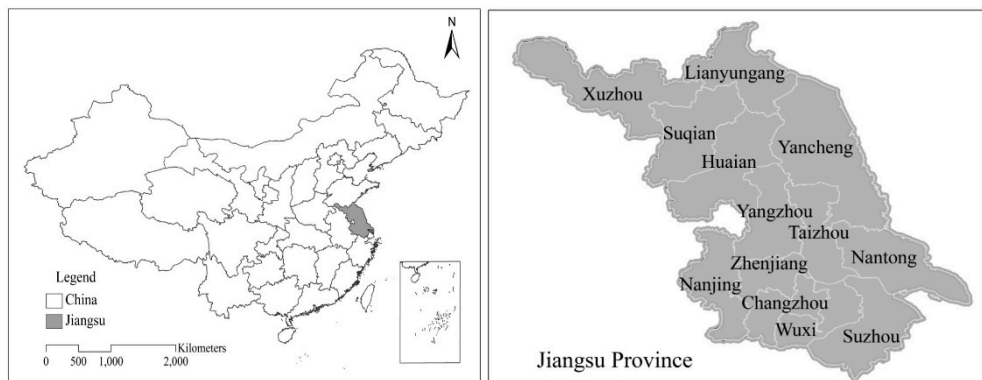 N
Legend
China
Jiangsu
Kilometers
0 500 1,000 2,000
Lianyungang
Xuzhou
Suqian
Yancheng
Huaian
Yangzhou
Taizhou
Nantong
Zhenjiang
Nanjing
Changzhou
Wuxi
Suzhou
Jiangsu Province